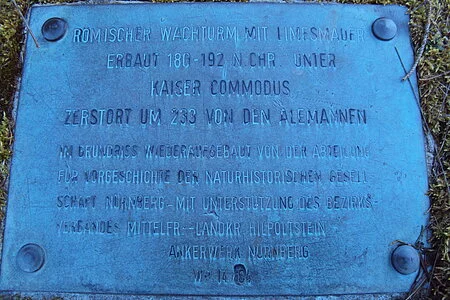 RÖMISCHER WACHTURM MIT LIMESMAUER
ERBAUT 180-192 N.CHR. UNTER
KAISER COMMODUS
ZERSTÖRT UM 233 VON DEN ALEMANNEN
IM GRUNDRISS WIEDERAUFGEBAUT VON DER ABTEILUNG
FÜR VORGESCHICHTE DER NATURHISTORISCHEN GESELL-
SCHAFT NÜRNBERG-MIT UNTERSTÜTZUNG DES BEZIRKS-
VERBANDES MITTELFR.-LANDKR. HILPOLTSTEIN
ANKERWERK NÜRNBERG